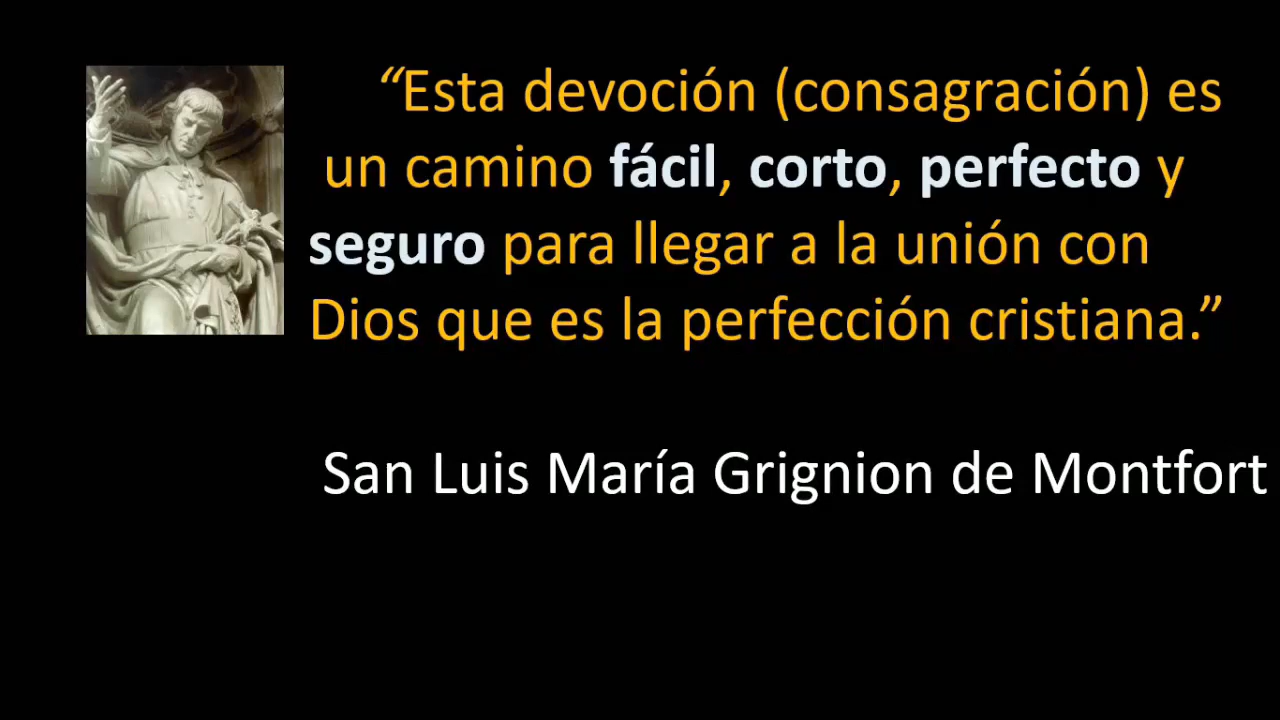 “Esta devoción (consagración) es
un camino fácil, corto, perfecto y
seguro para llegar a la unión con
Dios que es la perfección cristiana.”
San Luis María Grignion de Montfort